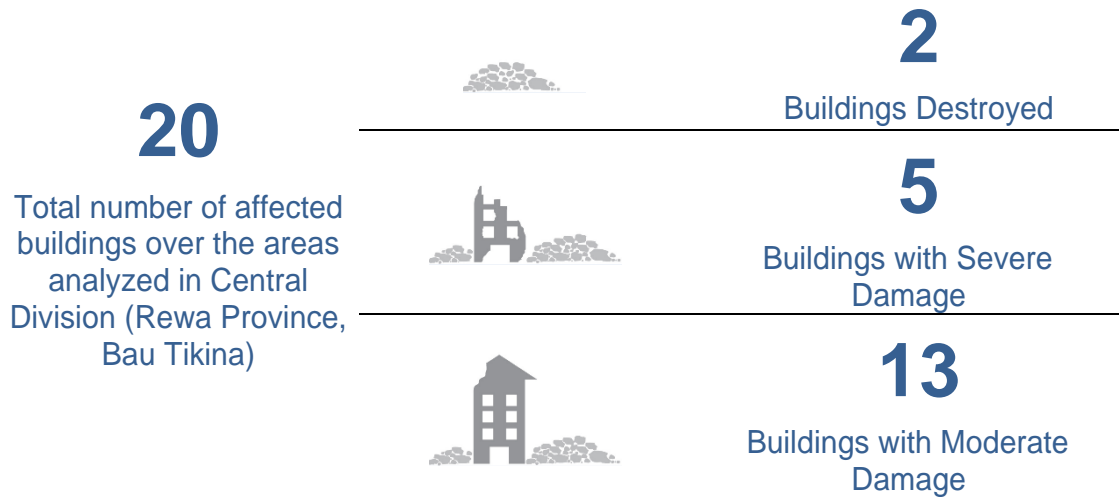 20
Total number of affected
buildings over the areas
analyzed in Central
Division (Rewa Province,
Bau Tikina)
2
Buildings Destroyed
5
Buildings with Severe
Damage
13
Buildings with Moderate
Damage